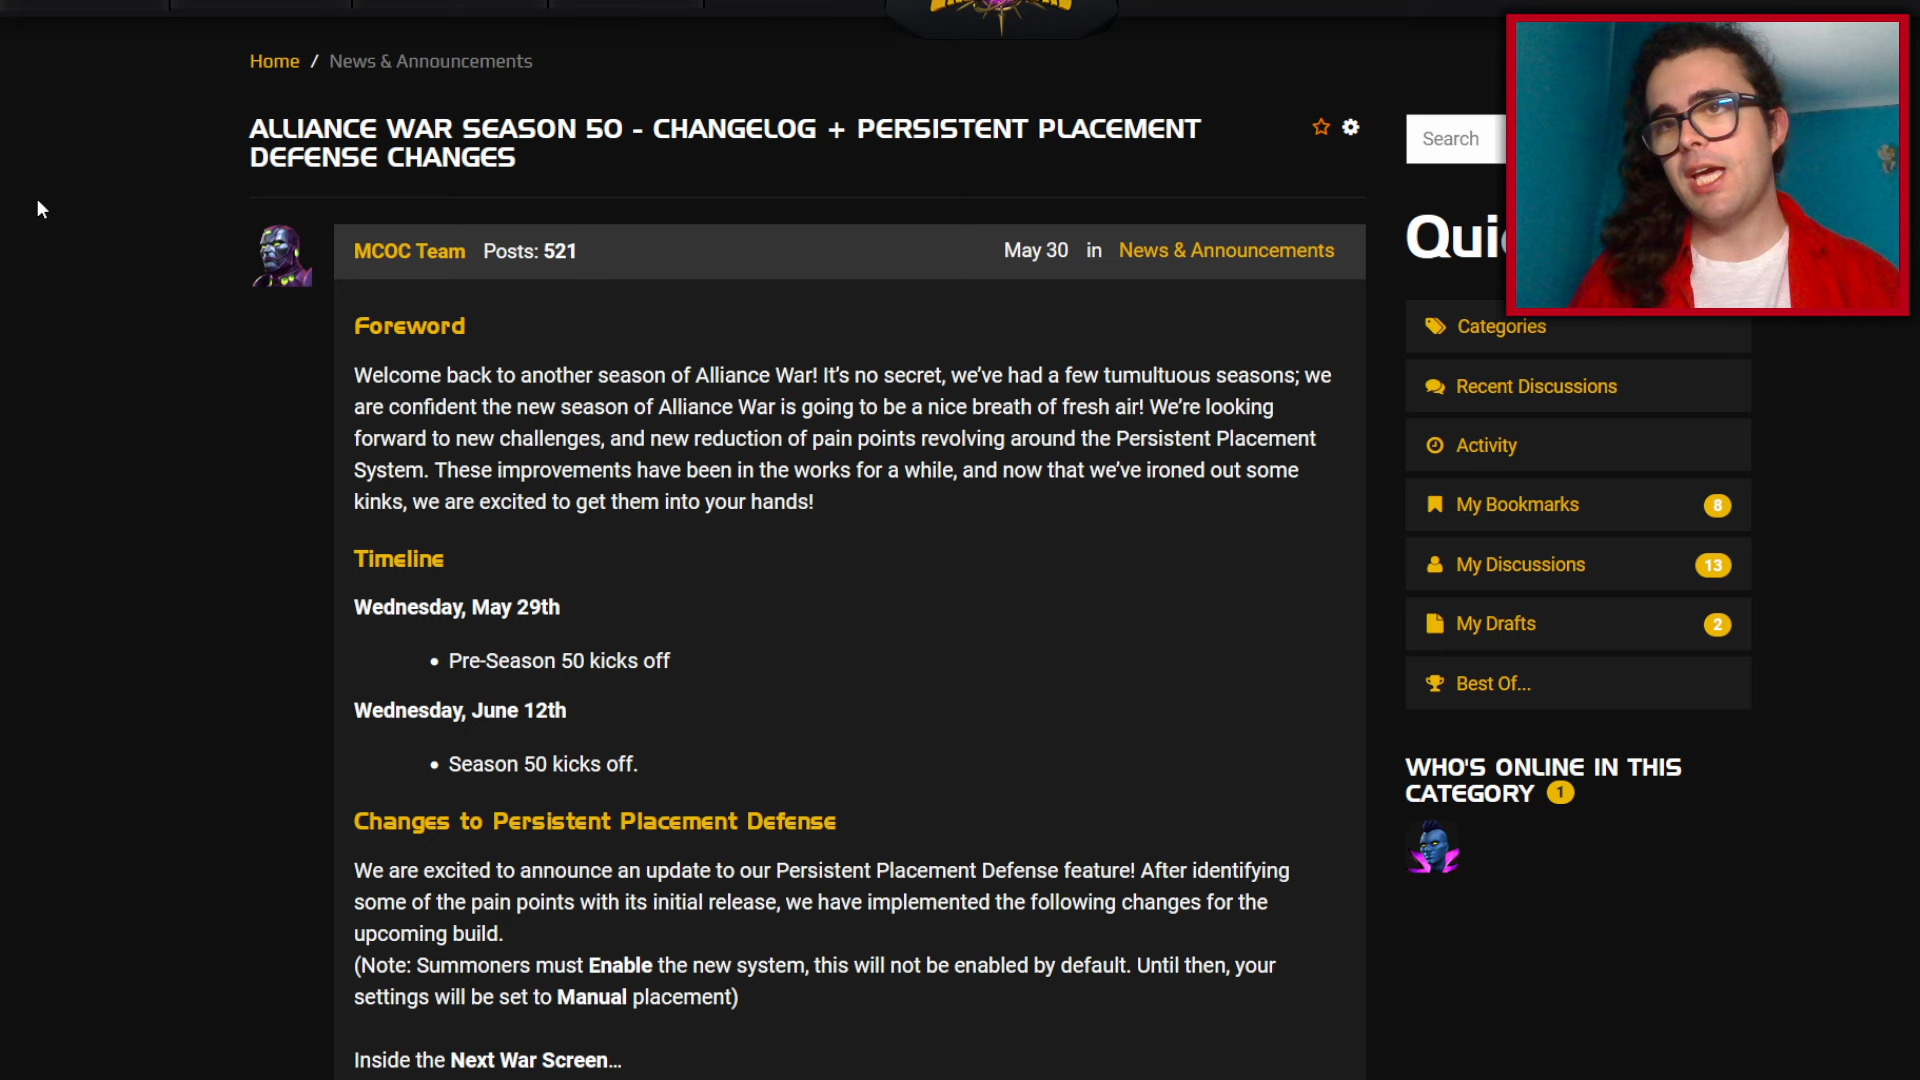 Home / News & Announcements
ALLIANCE WAR SEASON 50 - CHANGELOG + PERSISTENT PLACEMENT
DEFENSE CHANGES
Search
MCOC Team Posts: 521 May 30 in News & Announcements
Foreword
Welcome back to another season of Alliance War! It’s no secret, we’ve had a few tumultuous seasons; we
are confident the new season of Alliance War is going to be a nice breath of fresh air! We’re looking
forward to new challenges, and new reduction of pain points revolving around the Persistent Placement
System. These improvements have been in the works for a while, and now that we’ve ironed out some
kinks, we are excited to get them into your hands!
Timeline
Wednesday, May 29th
• Pre-Season 50 kicks off
Wednesday, June 12th
• Season 50 kicks off.
Changes to Persistent Placement Defense
We are excited to announce an update to our Persistent Placement Defense feature! After identifying
some of the pain points with its initial release, we have implemented the following changes for the
upcoming build.
(Note: Summoners must Enable the new system, this will not be enabled by default. Until then, your
settings will be set to Manual placement)
Inside the Next War Screen...
Categories
Recent Discussions
Activity
My Bookmarks 8
My Discussions 13
My Drafts 2
Best Of...
WHO'S ONLINE IN THIS
CATEGORY 1